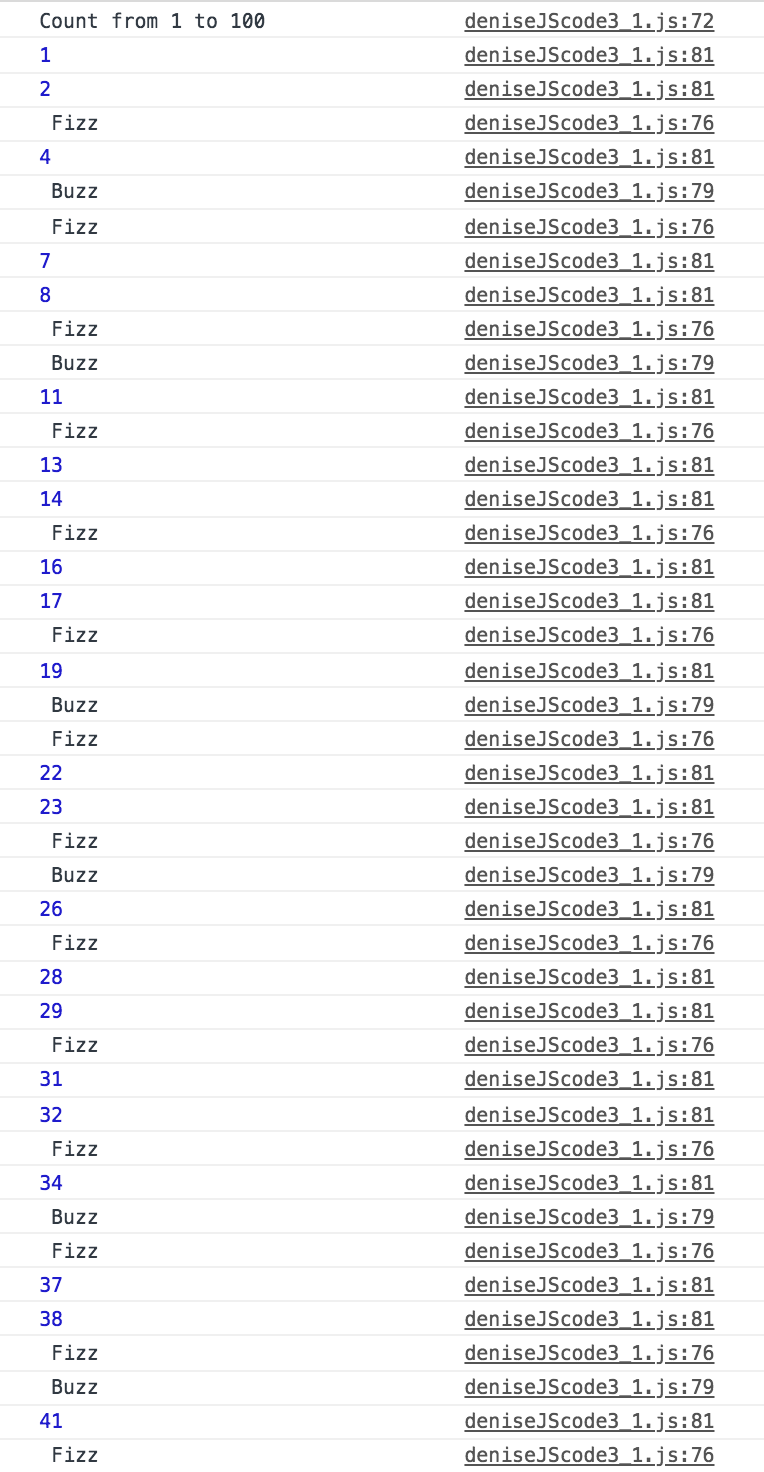 Count from 1 to 100 deniseJScode3_1.js:72
1 deniseJScode3_1.js:81
2 deniseJScode3_1.js:81
Fizz deniseJScode3_1.js:76
4 deniseJScode3_1.js:81
Buzz deniseJScode3_1.js:79
Fizz deniseJScode3_1.js:76
7 deniseJScode3_1.js:81
8 deniseJScode3_1.js:81
Fizz deniseJScode3_1.js:76
Buzz deniseJScode3_1.js:79
11 deniseJScode3_1.js:81
Fizz deniseJScode3_1.js:76
13 deniseJScode3_1.js:81
14 deniseJScode3_1.js:81
Fizz deniseJScode3_1.js:76
16 deniseJScode3_1.js:81
17 deniseJScode3_1.js:81
Fizz deniseJScode3_1.js:76
19 deniseJScode3_1.js:81
Buzz deniseJScode3_1.js:79
Fizz deniseJScode3_1.js:76
22 deniseJScode3_1.js:81
23 deniseJScode3_1.js:81
Fizz deniseJScode3_1.js:76
Buzz deniseJScode3_1.js:79
26 deniseJScode3_1.js:81
Fizz deniseJScode3_1.js:76
28 deniseJScode3_1.js:81
29 deniseJScode3_1.js:81
Fizz deniseJScode3_1.js:76
31 deniseJScode3_1.js:81
32 deniseJScode3_1.js:81
Fizz deniseJScode3_1.js:76
34 deniseJScode3_1.js:81
Buzz deniseJScode3_1.js:79
Fizz deniseJScode3_1.js:76
37 deniseJScode3_1.js:81
38 deniseJScode3_1.js:81
Fizz deniseJScode3_1.js:76
Buzz deniseJScode3_1.js:79
41 deniseJScode3_1.js:81
Fizz deniseJScode3_1.js:76